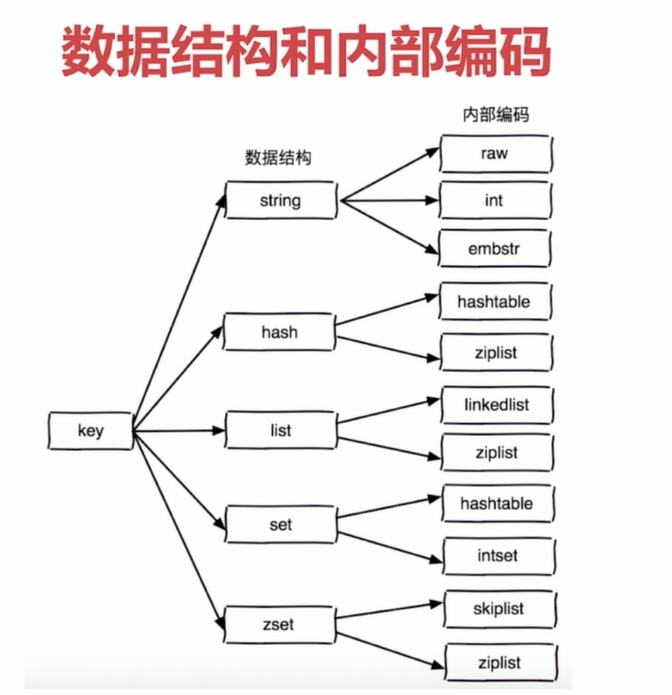 数据结构和内部编码
内部编码
数据结构
raw
string
int
embstr
hashtable
hash
ziplist
linkedlist
key
list
ziplist
hashtable
set
intset
skiplist
zset
ziplist